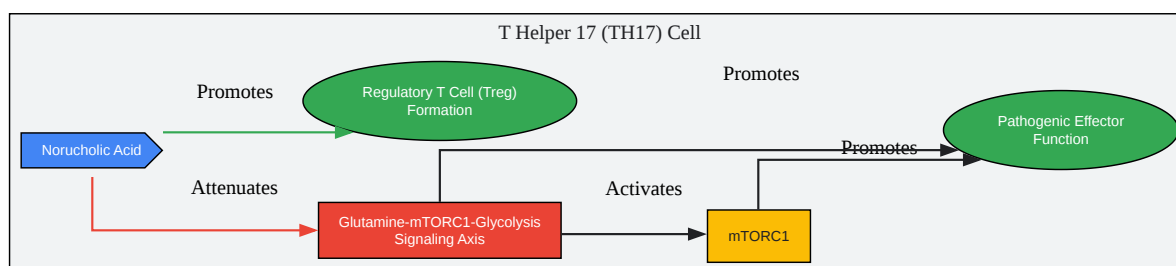 T Helper 17 (TH17) Cell
Promotes
Promotes
Regulatory T Cell (Treg)
Formation
Pathogenic Effector
Function
Norucholic Acid
Promotes
Attenuates
Activates
Glutamine-mTORC1-Glycolysis
Signaling Axis
mTORC1